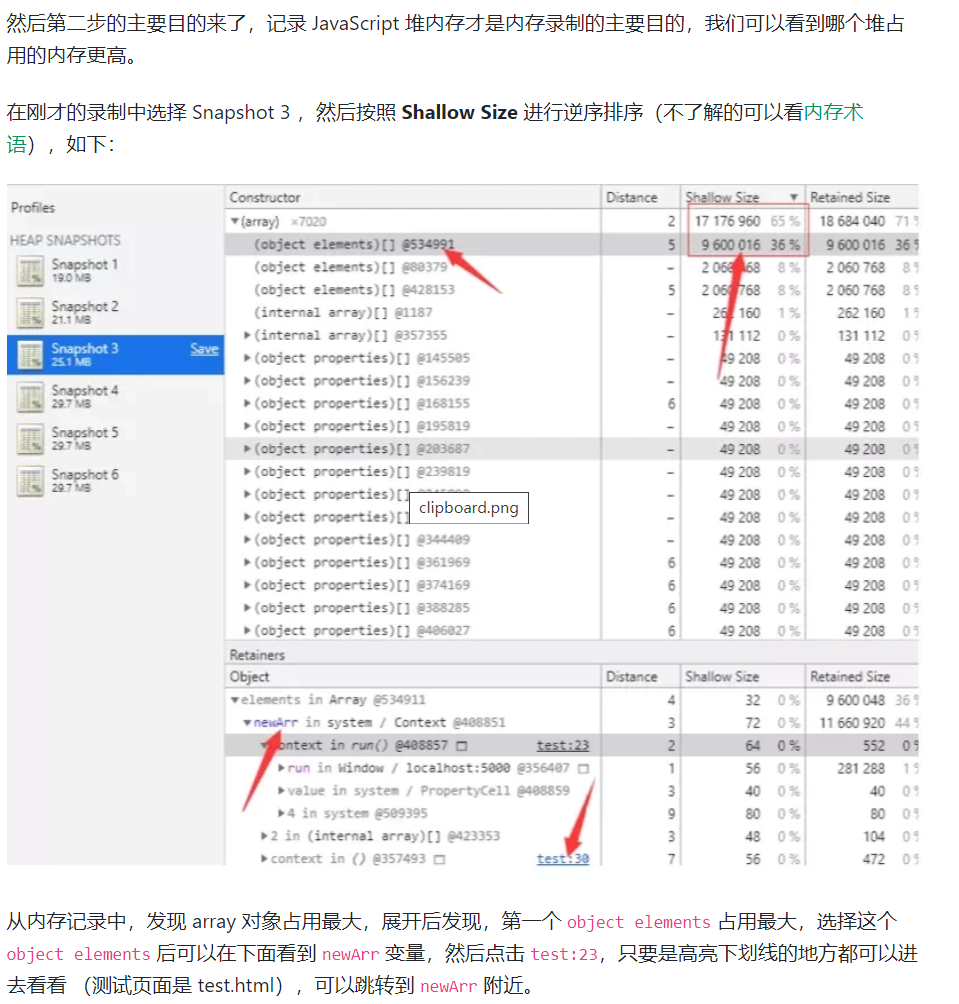 然后第二步的主要目的来了，记录 JavaScript 堆内存才是内存录制的主要目的，我们可以看到哪个堆占
用的内存更高。
在刚才的录制中选择 Snapshot 3 ，然后按照 Shallow Size 进行逆序排序（不了解的可以看内存术
语），如下：
Profiles
HEAP SNAPSHOTS
Snapshot 1
19.0 MB
Snapshot 2
21.1 MB
Snapshot 3 Save
25.1 MB
Snapshot 4
29.7 MB
Snapshot 5
29.7 MB
Snapshot 6
29.7 MB
Constructor Distance Shallow Size ▼ Retained Size
▼(array) ×7020 2 17 176 960 65 % 18 684 040 71 %
(object elements)[] @534991 5 9 600 016 36 % 9 600 016 36 %
(object elements)[] @80379 – 2 060 768 8 % 2 060 768 8 %
(object elements)[] @428153 5 2 060 768 8 % 2 060 768 8 %
(internal array)[] @1187 – 262 160 1 % 262 160 1 %
▶(internal array)[] @357355 – 131 112 0 % 131 112 0 %
▶(object properties)[] @145505 – 49 208 0 % 49 208 0 %
▶(object properties)[] @156239 – 49 208 0 % 49 208 0 %
▶(object properties)[] @168155 6 49 208 0 % 49 208 0 %
▶(object properties)[] @195819 – 49 208 0 % 49 208 0 %
▶(object properties)[] @203687 – 49 208 0 % 49 208 0 %
▶(object properties)[] @239819 – 49 208 0 % 49 208 0 %
▶(object properties)[] – 49 208 0 % 49 208 0 %
▶(object properties)[] – 49 208 0 % 49 208 0 %
clipboard.png
▶(object properties)[] @344409 – 49 208 0 % 49 208 0 %
▶(object properties)[] @361969 6 49 208 0 % 49 208 0 %
▶(object properties)[] @374169 6 49 208 0 % 49 208 0 %
▶(object properties)[] @388285 6 49 208 0 % 49 208 0 %
▶(object properties)[] @406027 6 49 208 0 % 49 208 0 %
Retainers
Object Distance Shallow Size Retained Size
▼elements in Array @534911 4 32 0 % 9 600 048 36 %
▼newArr in system / Context @408851 3 72 0 % 11 660 920 44 %
▼context in run() @408857 test:23 2 64 0 % 552 0 %
▶run in Window / localhost:5000 @356407 1 56 0 % 281 288 1 %
▶value in system / PropertyCell @408859 3 40 0 % 40 0 %
▶4 in system @509395 9 80 0 % 80 0 %
▶2 in (internal array)[] @423353 3 48 0 % 104 0 %
▶context in () @357493 test:30 7 56 0 % 472 0 %
从内存记录中，发现 array 对象占用最大，展开后发现，第一个 object elements 占用最大，选择这个
object elements 后可以在下面看到 newArr 变量，然后点击 test:23，只要是高亮下划线的地方都可以进
去看看 （测试页面是 test.html），可以跳转到 newArr 附近。